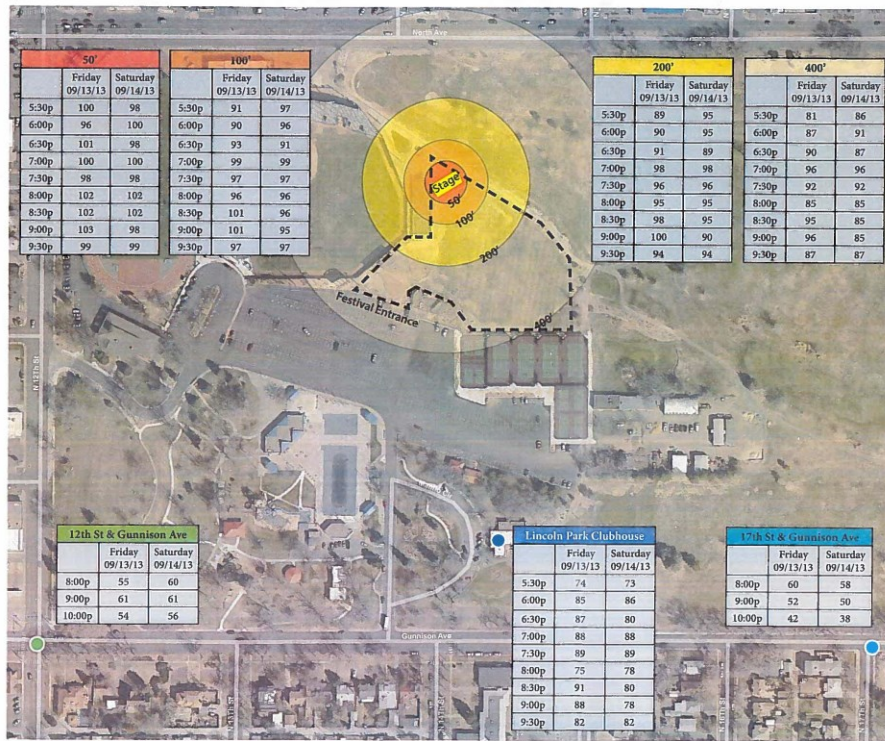 North Ave
50'
Friday 09/13/13 Saturday 09/14/13
5:30p 100 98
6:00p 96 100
6:30p 101 98
7:00p 100 100
7:30p 98 98
8:00p 102 102
8:30p 102 102
9:00p 103 98
9:30p 99 99
100'
Friday 09/13/13 Saturday 09/14/13
5:30p 91 97
6:00p 90 96
6:30p 93 91
7:00p 99 99
7:30p 97 97
8:00p 96 96
8:30p 101 96
9:00p 101 95
9:30p 97 97
200'
Friday 09/13/13 Saturday 09/14/13
5:30p 89 95
6:00p 90 95
6:30p 91 89
7:00p 98 98
7:30p 96 96
8:00p 95 95
8:30p 98 95
9:00p 100 90
9:30p 94 94
400'
Friday 09/13/13 Saturday 09/14/13
5:30p 81 86
6:00p 87 91
6:30p 90 87
7:00p 96 96
7:30p 92 92
8:00p 85 85
8:30p 95 85
9:00p 96 85
9:30p 87 87
Stage
50'
100'
200'
400'
Festival Entrance
N 12Th St
12th St & Gunnison Ave
Friday 09/13/13 Saturday 09/14/13
8:00p 55 60
9:00p 61 61
10:00p 54 56
Lincoln Park Clubhouse
Friday 09/13/13 Saturday 09/14/13
5:30p 74 73
6:00p 85 86
6:30p 87 80
7:00p 88 88
7:30p 89 89
8:00p 75 78
8:30p 91 80
9:00p 88 78
9:30p 82 82
17th St & Gunnison Ave
Friday 09/13/13 Saturday 09/14/13
8:00p 60 58
9:00p 52 50
10:00p 42 38
Gunnison Ave
N 17Th St